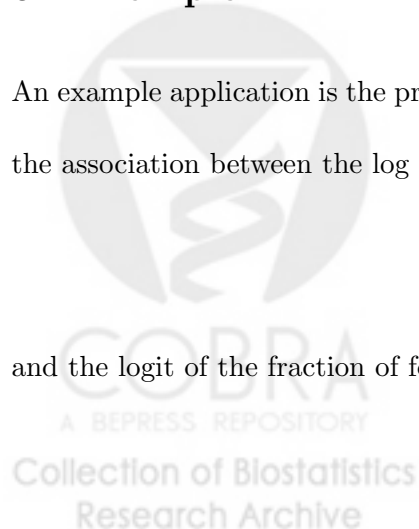 An example application is the pr
the association between the log
and the logit of the fraction of f
COBRA
A BEPRESS REPOSITORY
Collection of Biostatistics
Research Archive